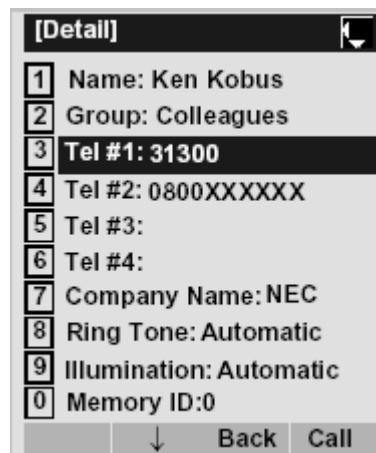 [Detail]
1 Name: Ken Kobus
2 Group: Colleagues
3 Tel #1: 31300
4 Tel #2: 0800XXXXXX
5 Tel #3:
6 Tel #4:
7 Company Name: NEC
8 Ring Tone: Automatic
9 Illumination: Automatic
0 Memory ID:0
↓ Back Call